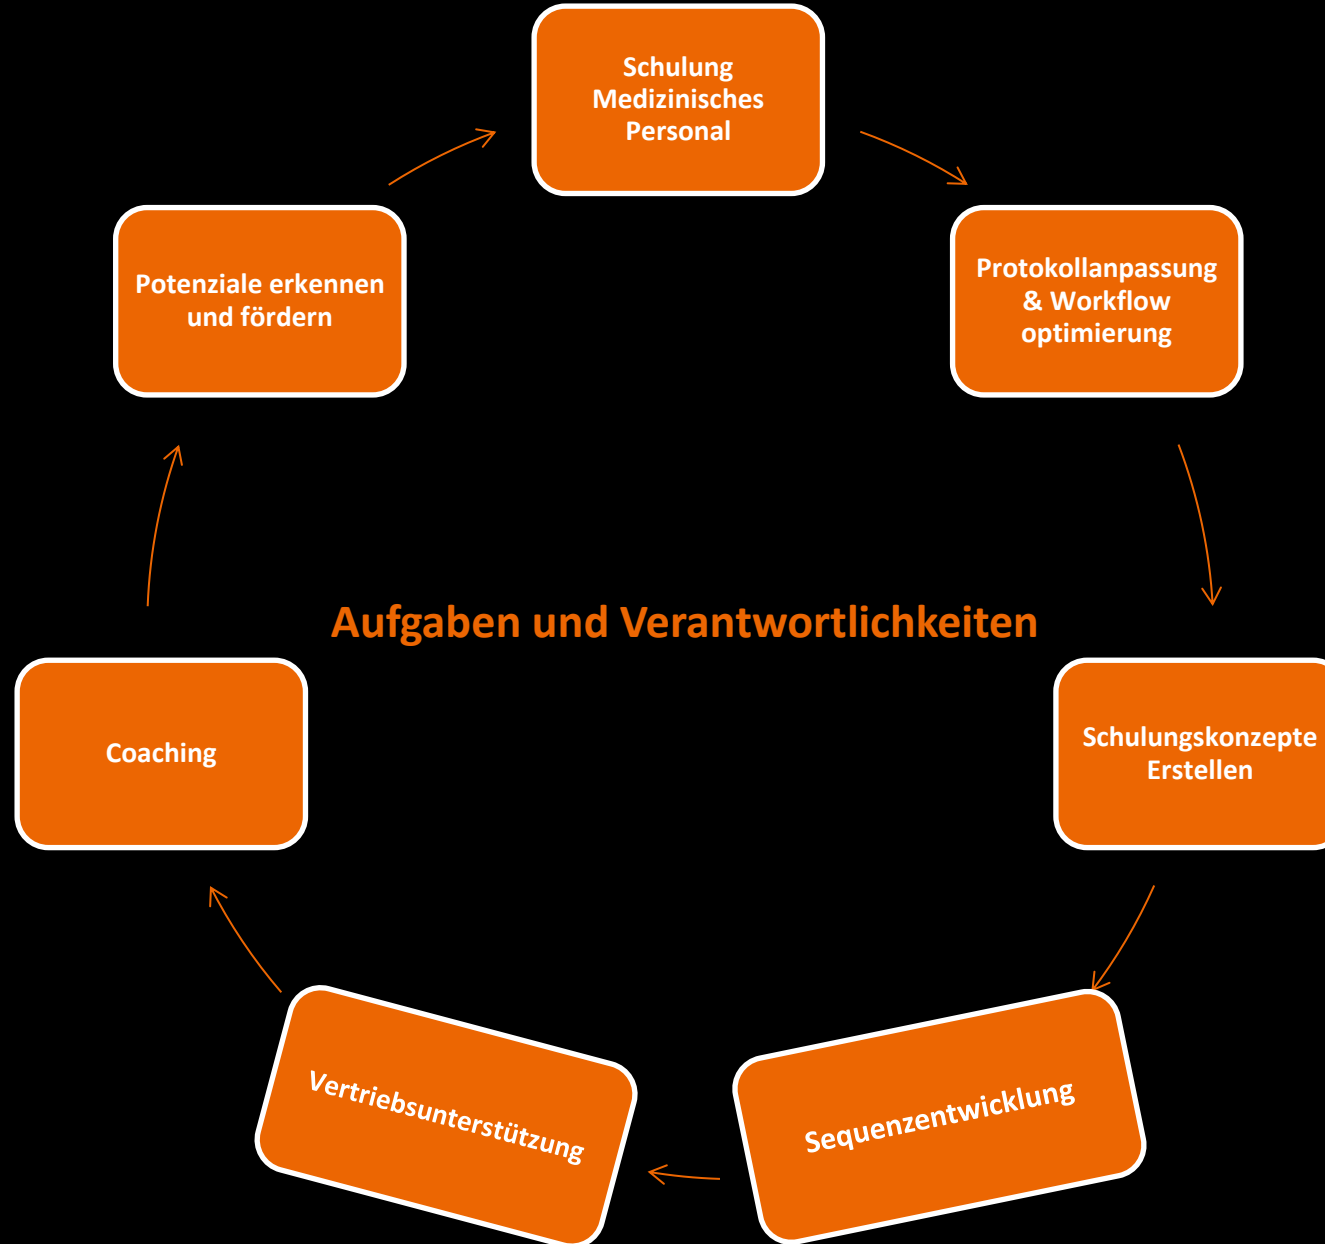 Schulung
Medizinisches
Personal
Protokollanpassung
& Workflow
optimierung
Schulungskonzepte
Erstellen
Sequenzentwicklung
Vertriebsunterstützung
Coaching
Potenziale erkennen
und fördern
Aufgaben und Verantwortlichkeiten